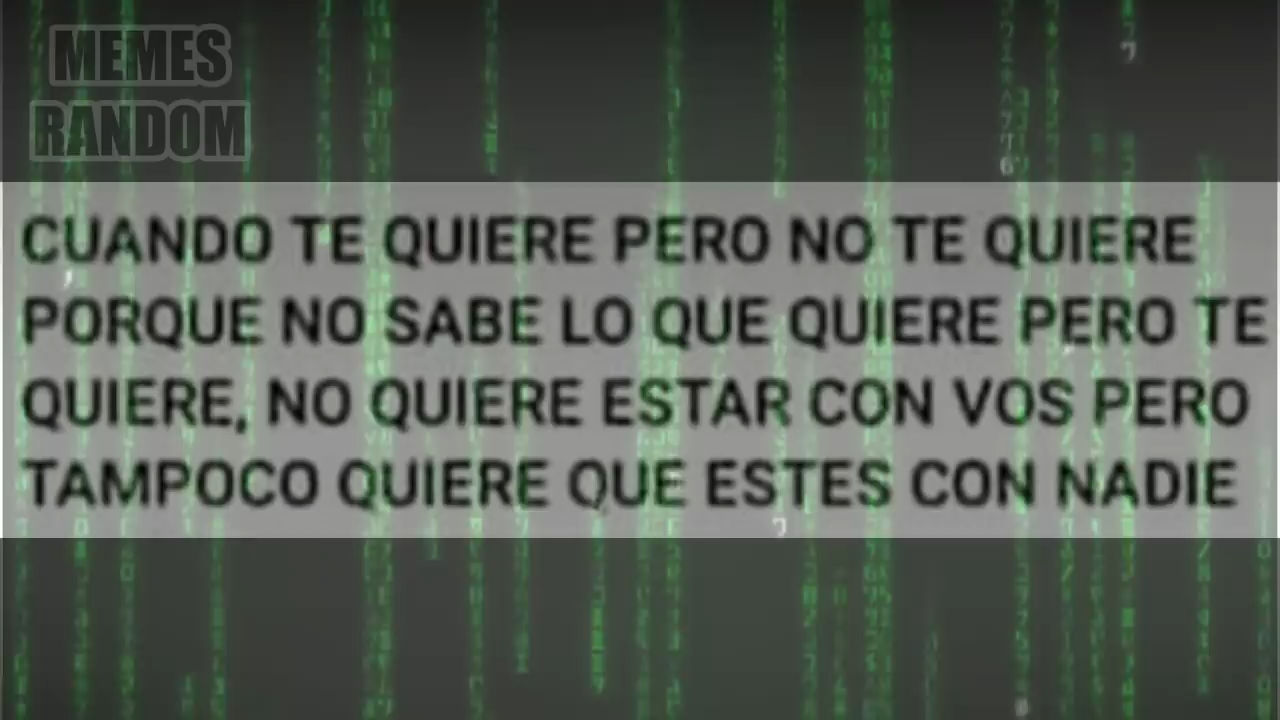 MEMES
RANDOM
CUANDO TE QUIERE PERO NO TE QUIERE
PORQUE NO SABE LO QUE QUIERE PERO TE
QUIERE, NO QUIERE ESTAR CON VOS PERO
TAMPOCO QUIERE QUE ESTES CON NADIE